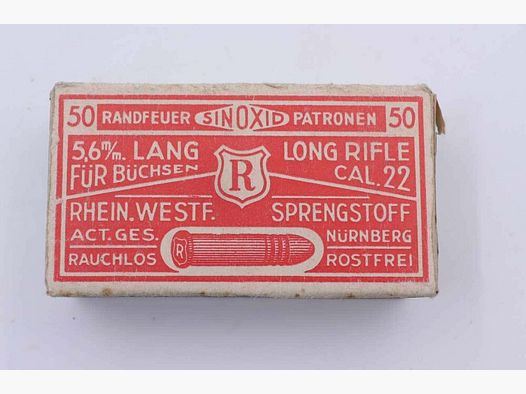 50 RANDFEUER SINOXID PATRONEN 50
5,6 m/m. LANG R LONG RIFLE
FÜR BÜCHSEN CAL. 22
RHEIN. WESTF. SPRENGSTOFF
ACT. GES. NÜRNBERG
R
RAUCHLOS ROSTFREI